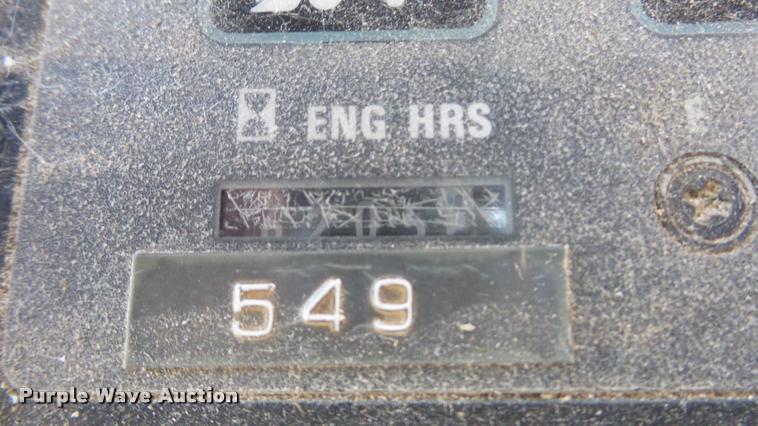 ENG HRS
549
Purple Wave Auction